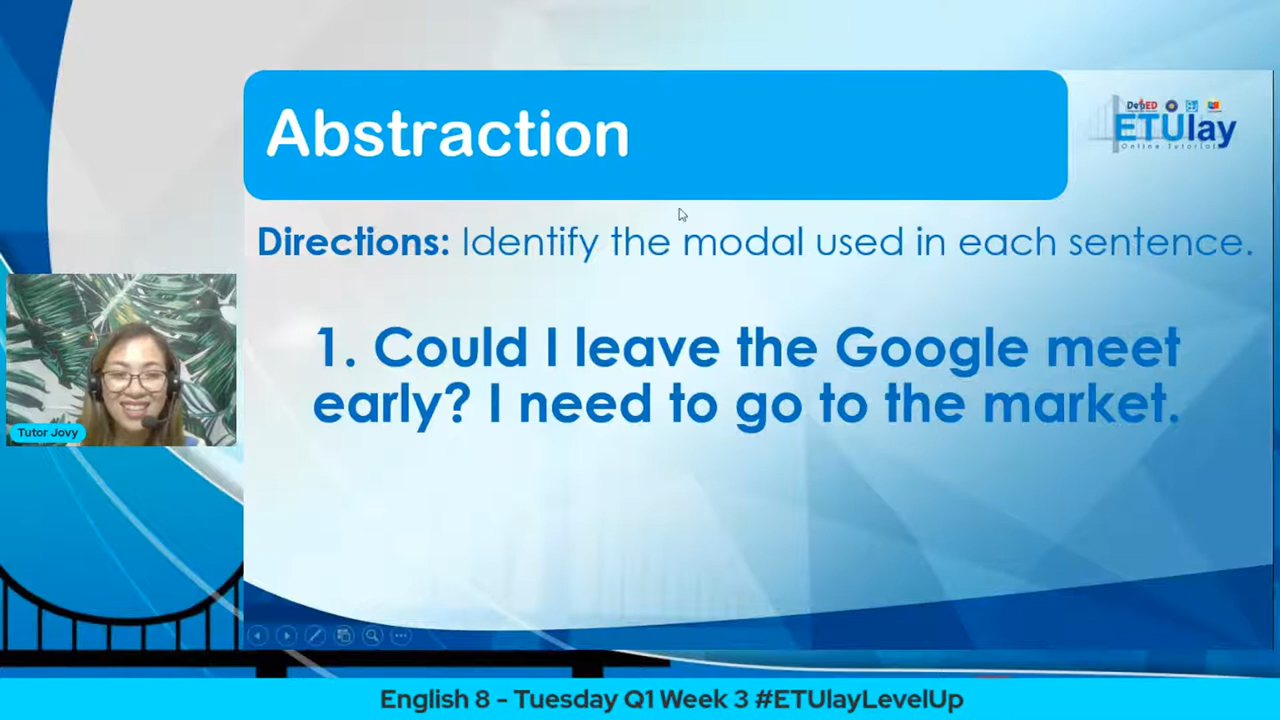 Abstraction
DepED
ETUlay
Online Tutorial
Directions: Identify the modal used in each sentence.
1. Could I leave the Google meet
early? I need to go to the market.
Tutor Jovy
English 8 - Tuesday Q1 Week 3 #ETUlayLevelUp